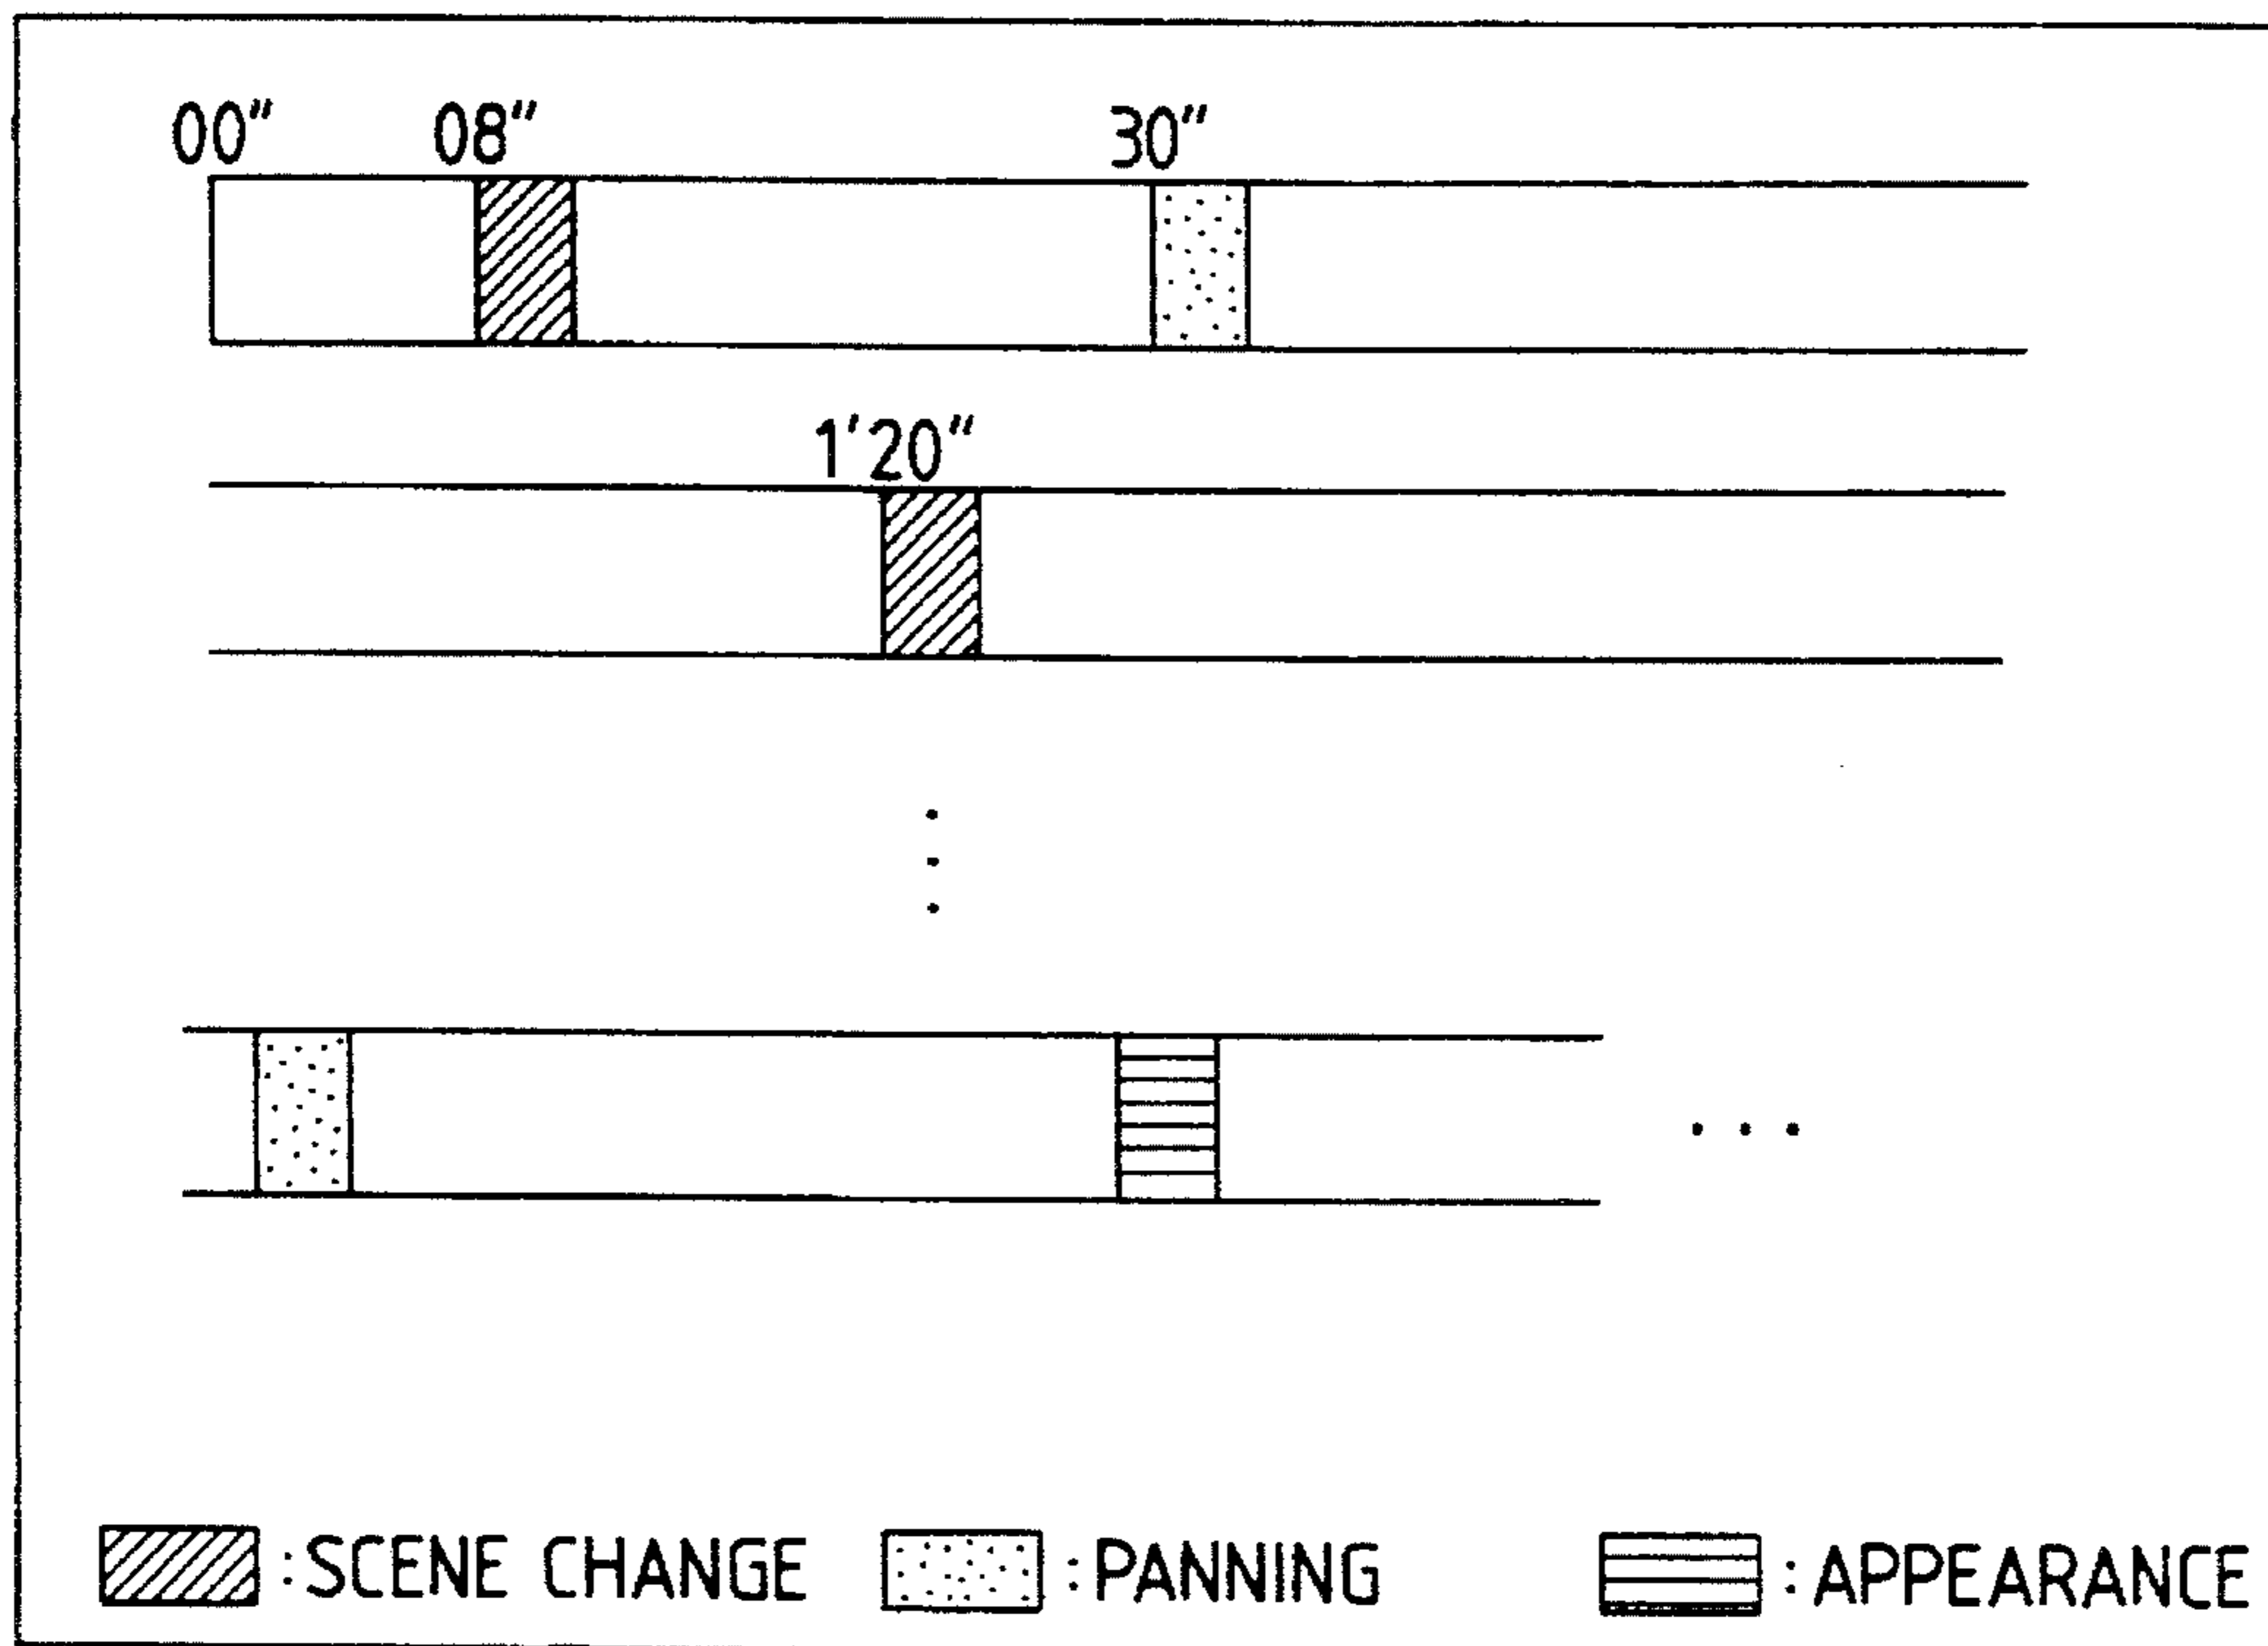 00" 08" 30"
1'20"
: SCENE CHANGE : PANNING : APPEARANCE